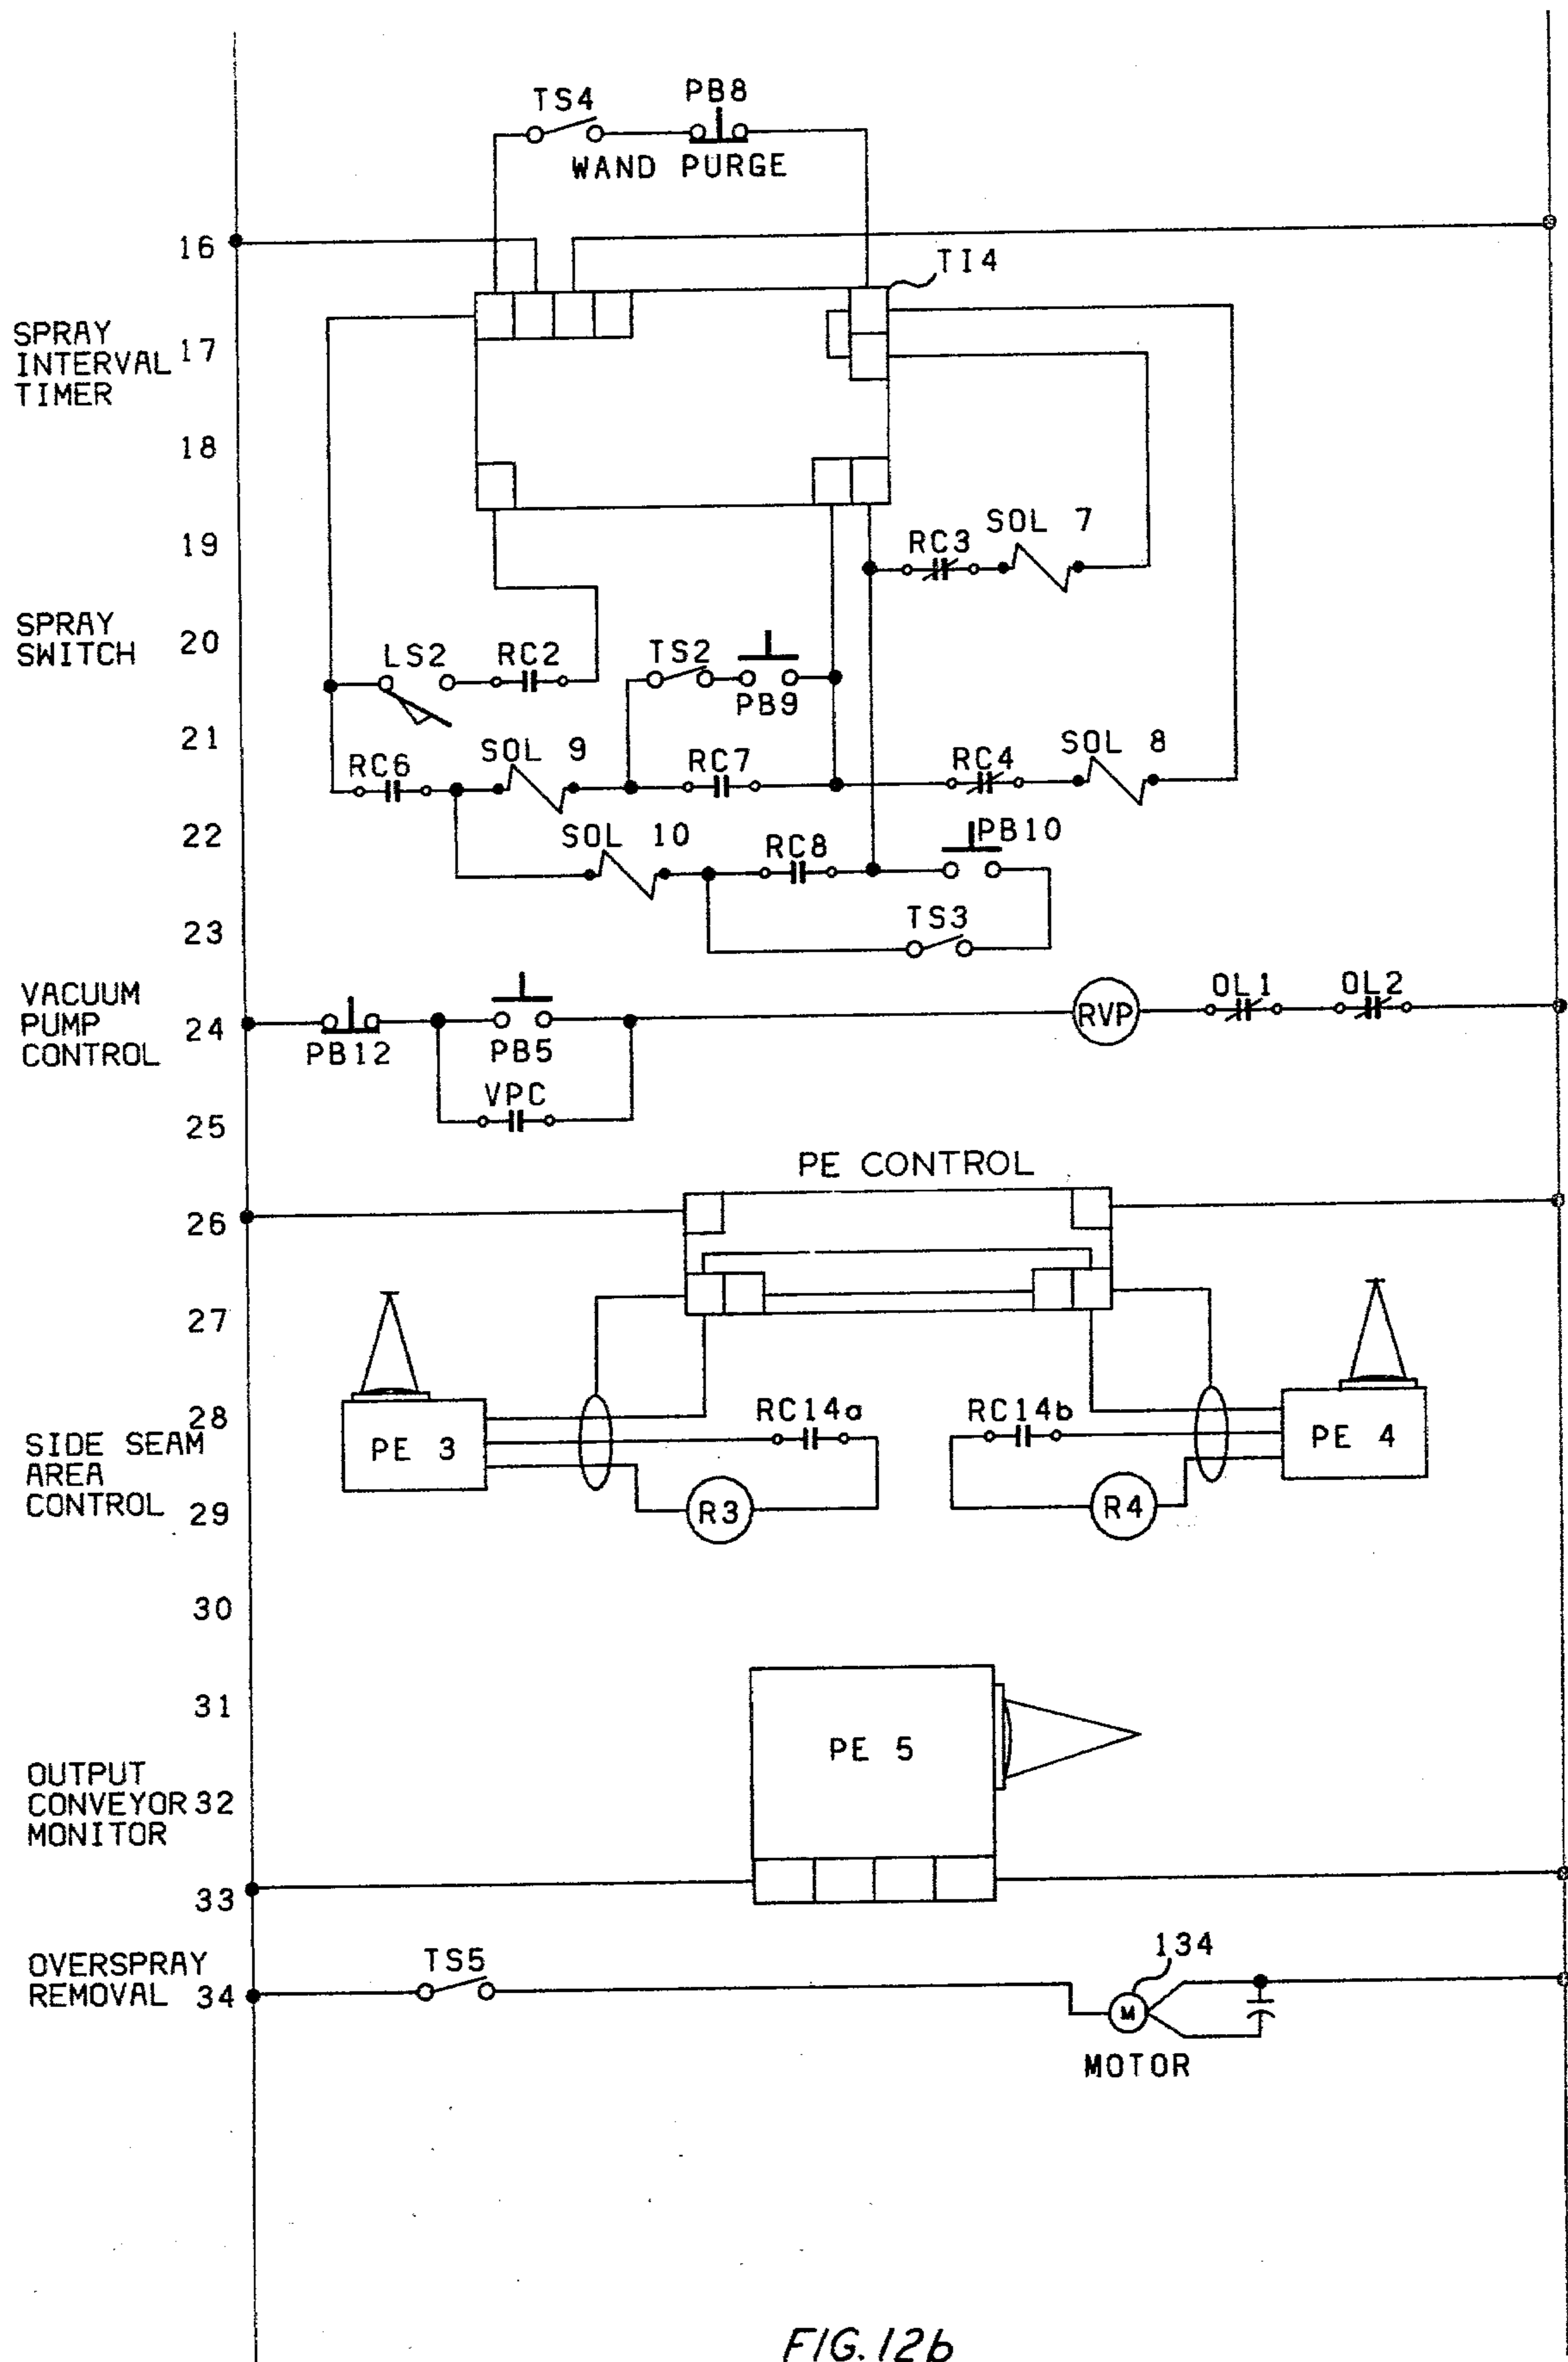 TS4
PB8
WAND PURGE
16
TI4
SPRAY
INTERVAL
TIMER
17
18
19
RC3
SOL 7
SPRAY
SWITCH
20
LS2
RC2
TS2
PB9
21
RC6
SOL 9
RC7
RC4
SOL 8
22
SOL 10
RC8
PB10
23
TS3
VACUUM
PUMP
CONTROL
24
PB12
PB5
RVP
OL1
OL2
VPC
25
PE CONTROL
26
27
28
SIDE SEAM
AREA
CONTROL
PE 3
RC14a
RC14b
PE 4
29
R3
R4
30
31
PE 5
OUTPUT
CONVEYOR
MONITOR
32
33
OVERSPRAY
REMOVAL
34
TS5
134
M
MOTOR
FIG. 12b